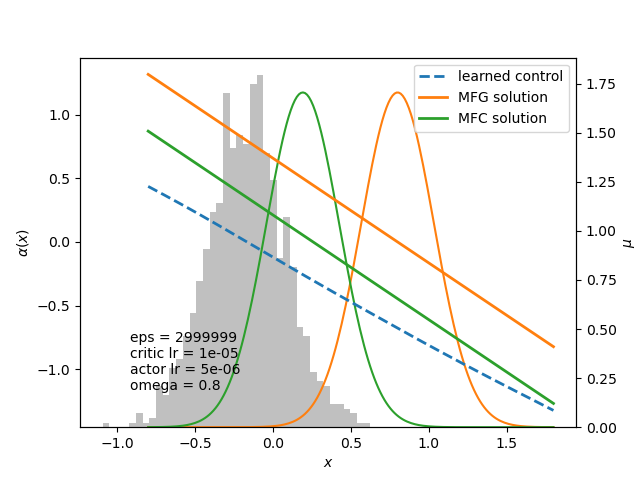 learned control
MFG solution
MFC solution
1.0
0.5
0.0
−0.5
−1.0
α(x)
1.75
1.50
1.25
1.00
0.75
0.50
0.25
0.00
μ
eps = 2999999
critic lr = 1e-05
actor lr = 5e-06
omega = 0.8
−1.0 −0.5 0.0 0.5 1.0 1.5
x